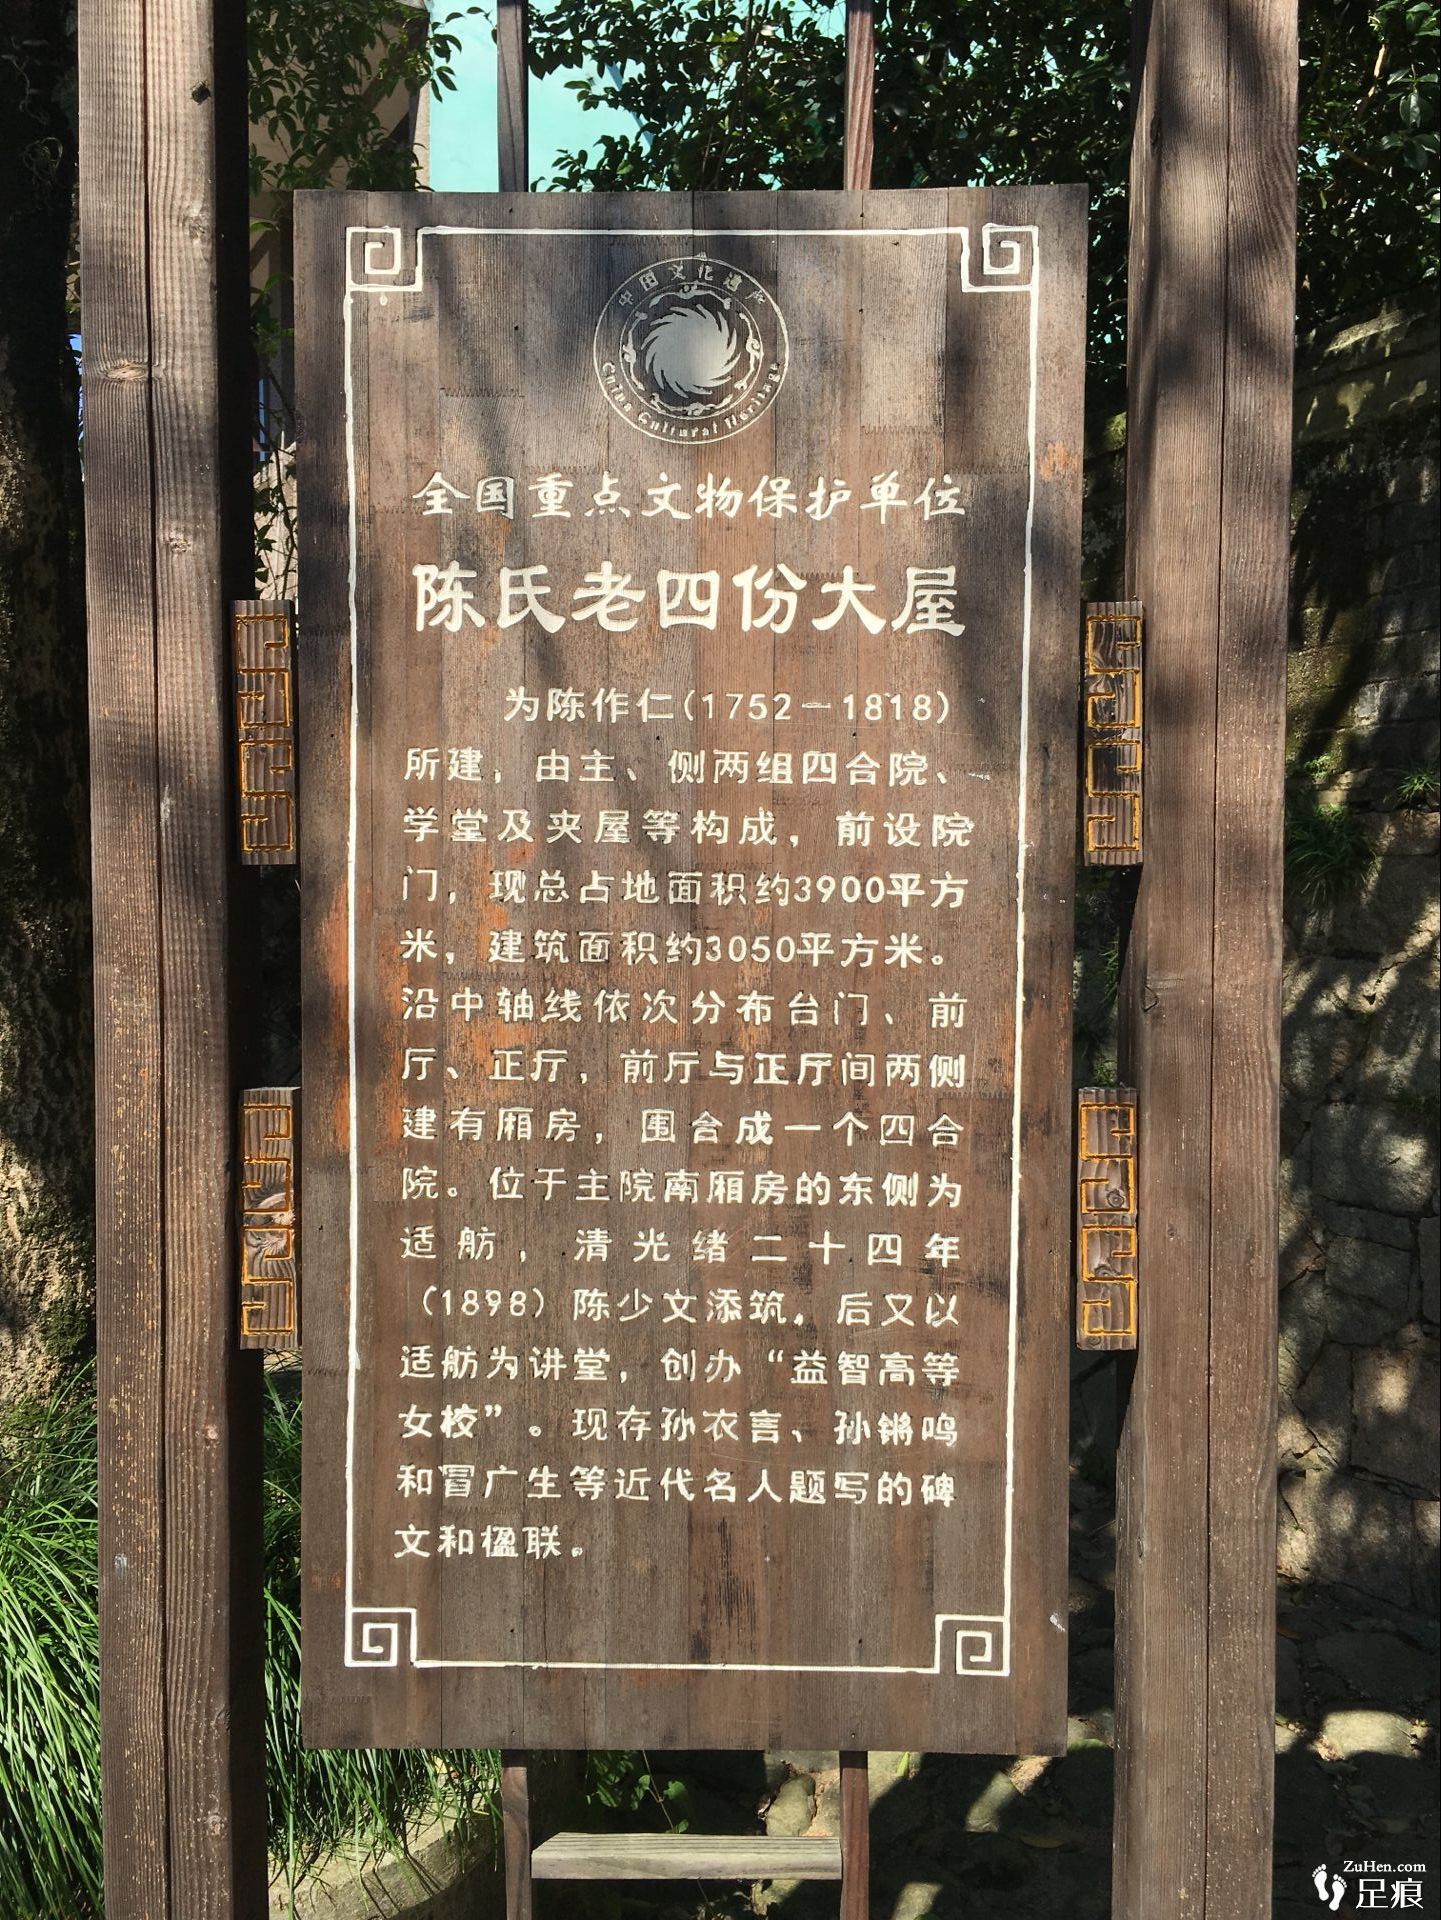 中国文化遗产
China Cultural Heritage
全国重点文物保护单位
陈氏老四份大屋
为陈作仁(1752—1818)
所建，由主、侧两组四合院、
学堂及夹屋等构成，前设院
门，现总占地面积约3900平方
米，建筑面积约3050平方米。
沿中轴线依次分布台门、前
厅、正厅，前厅与正厅间两侧
建有厢房，围合成一个四合
院。位于主院南厢房的东侧为
适舫，清光绪二十四年
（1898）陈少文添筑，后又以
适舫为讲堂，创办“益智高等
女校”。现存孙衣言、孙锵鸣
和冒广生等近代名人题写的碑
文和楹联。
ZuHen.com
足痕